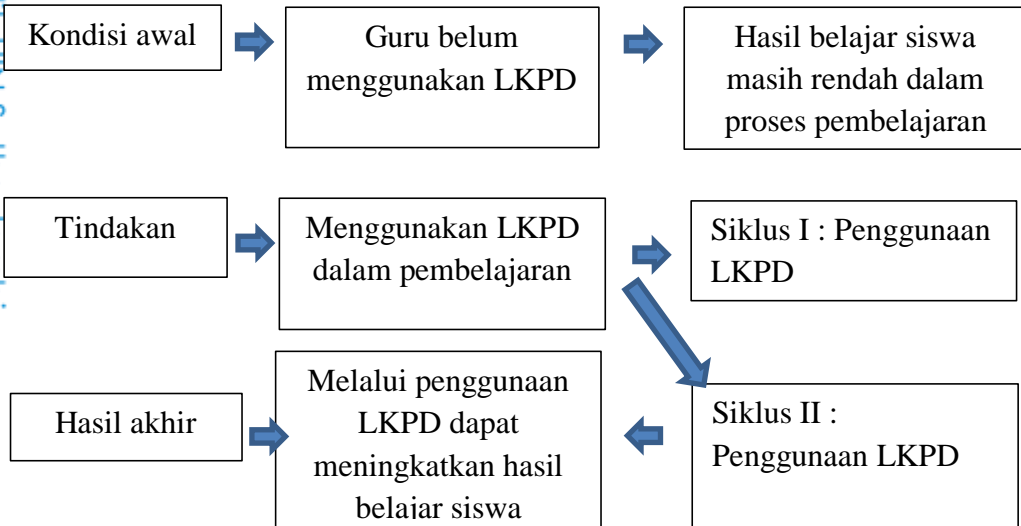 Kondisi awal
Guru belum
menggunakan LKPD
Hasil belajar siswa
masih rendah dalam
proses pembelajaran
Tindakan
Menggunakan LKPD
dalam pembelajaran
Siklus I : Penggunaan
LKPD
Hasil akhir
Melalui penggunaan
LKPD dapat
meningkatkan hasil
belajar siswa
Siklus II :
Penggunaan LKPD